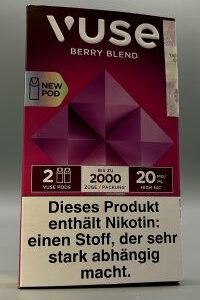 VUSE
BERRY BLEND
NEW
POD
2 VUSE PODS
BIS ZU
2000
ZÜGE / PACKUNG*
20 MG/
ML
HIGH NIC
Dieses Produkt
enthält Nikotin:
einen Stoff, der sehr
stark abhängig
macht.